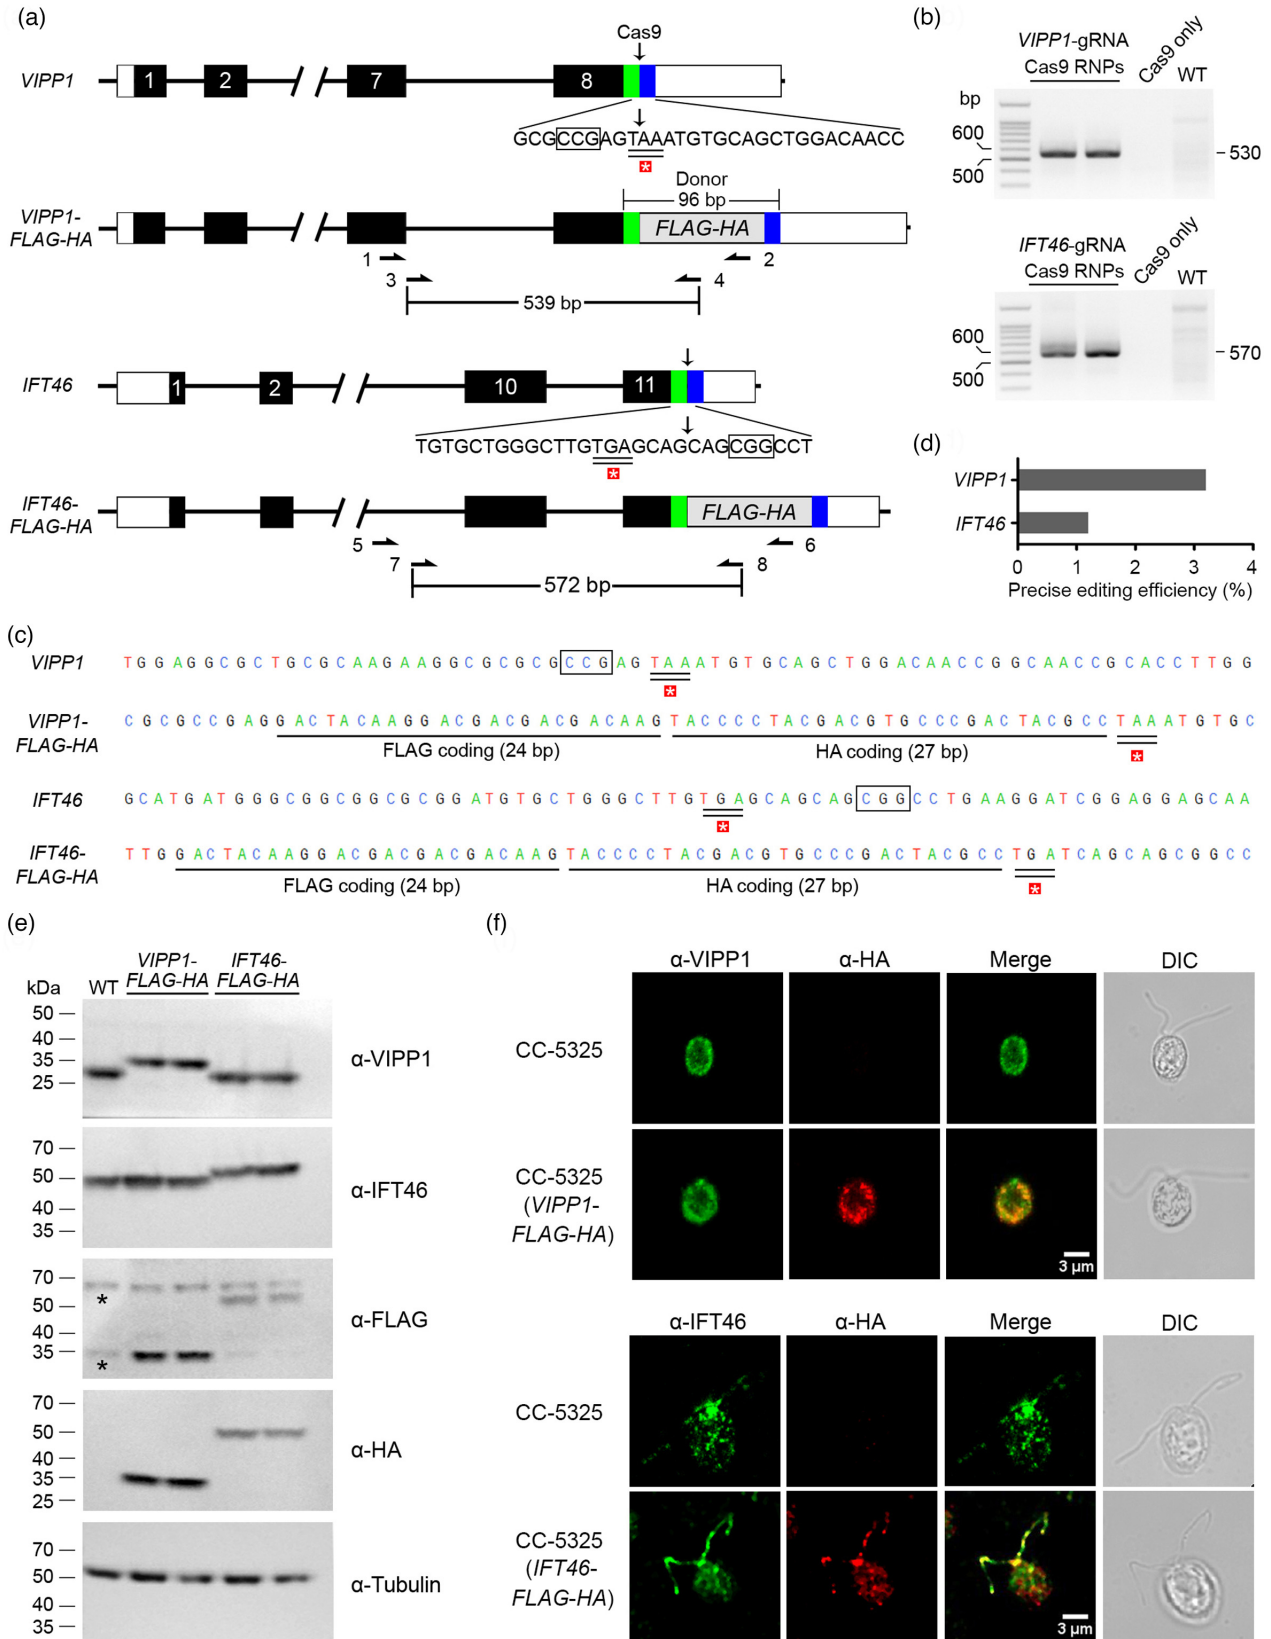 (a)
Cas9
VIPP1
1 2 7 8
GCGCCGAGTAAATGTGCAGCTGGACAACC
*
Donor
96 bp
VIPP1-
FLAG-HA
FLAG-HA
1 2
3 4
539 bp
IFT46
1 2 10 11
TGTGCTGGGCTTGTGAGCAGCAGCGGCCT
*
IFT46-
FLAG-HA
FLAG-HA
5 6
7 8
572 bp
(b)
VIPP1-gRNA
Cas9 RNPs
Cas9 only
WT
bp
600
500
530
IFT46-gRNA
Cas9 RNPs
Cas9 only
WT
600
500
570
(d)
VIPP1
IFT46
0 1 2 3 4
Precise editing efficiency (%)
(c)
VIPP1
TGGAGGCGCTGCGCAAGAAGGCGCGCGCCGAGTAAATGTGCAGCTGGACAACCGGCAACCGCACCTTGG
*
VIPP1-
FLAG-HA
CGCGCCGAGGACTACAAGGACGACGACGACAAGTACCCCTACGACGTGCCCGACTACGCCTAAATGTGC
FLAG coding (24 bp)
HA coding (27 bp)
*
IFT46
GCATGATGGGCGGCGGCGCGGATGTGCTGGGCTTGTGAGCAGCAGCGGCCTGAAGGATCGGAGGAGCAA
*
IFT46-
FLAG-HA
TTGGACTACAAGGACGACGACGACAAGTACCCCTACGACGTGCCCGACTACGCCTGATCAGCAGCGGCC
FLAG coding (24 bp)
HA coding (27 bp)
*
(e)
kDa
WT
VIPP1-
FLAG-HA
IFT46-
FLAG-HA
50
40
35
25
α-VIPP1
70
50
40
35
α-IFT46
70
50
40
35
*
*
α-FLAG
70
50
40
35
25
α-HA
70
50
40
35
α-Tubulin
(f)
α-VIPP1 α-HA Merge DIC
CC-5325
CC-5325
(VIPP1-
FLAG-HA)
3 μm
α-IFT46 α-HA Merge DIC
CC-5325
CC-5325
(IFT46-
FLAG-HA)
3 μm